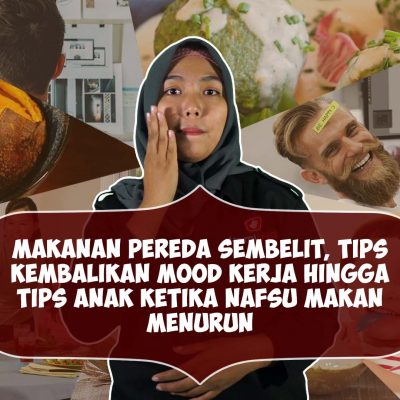 MAKANAN PEREDA SEMBELIT, TIPS
KEMBALIKAN MOOD KERJA HINGGA
TIPS ANAK KETIKA NAFSU MAKAN
MENURUN